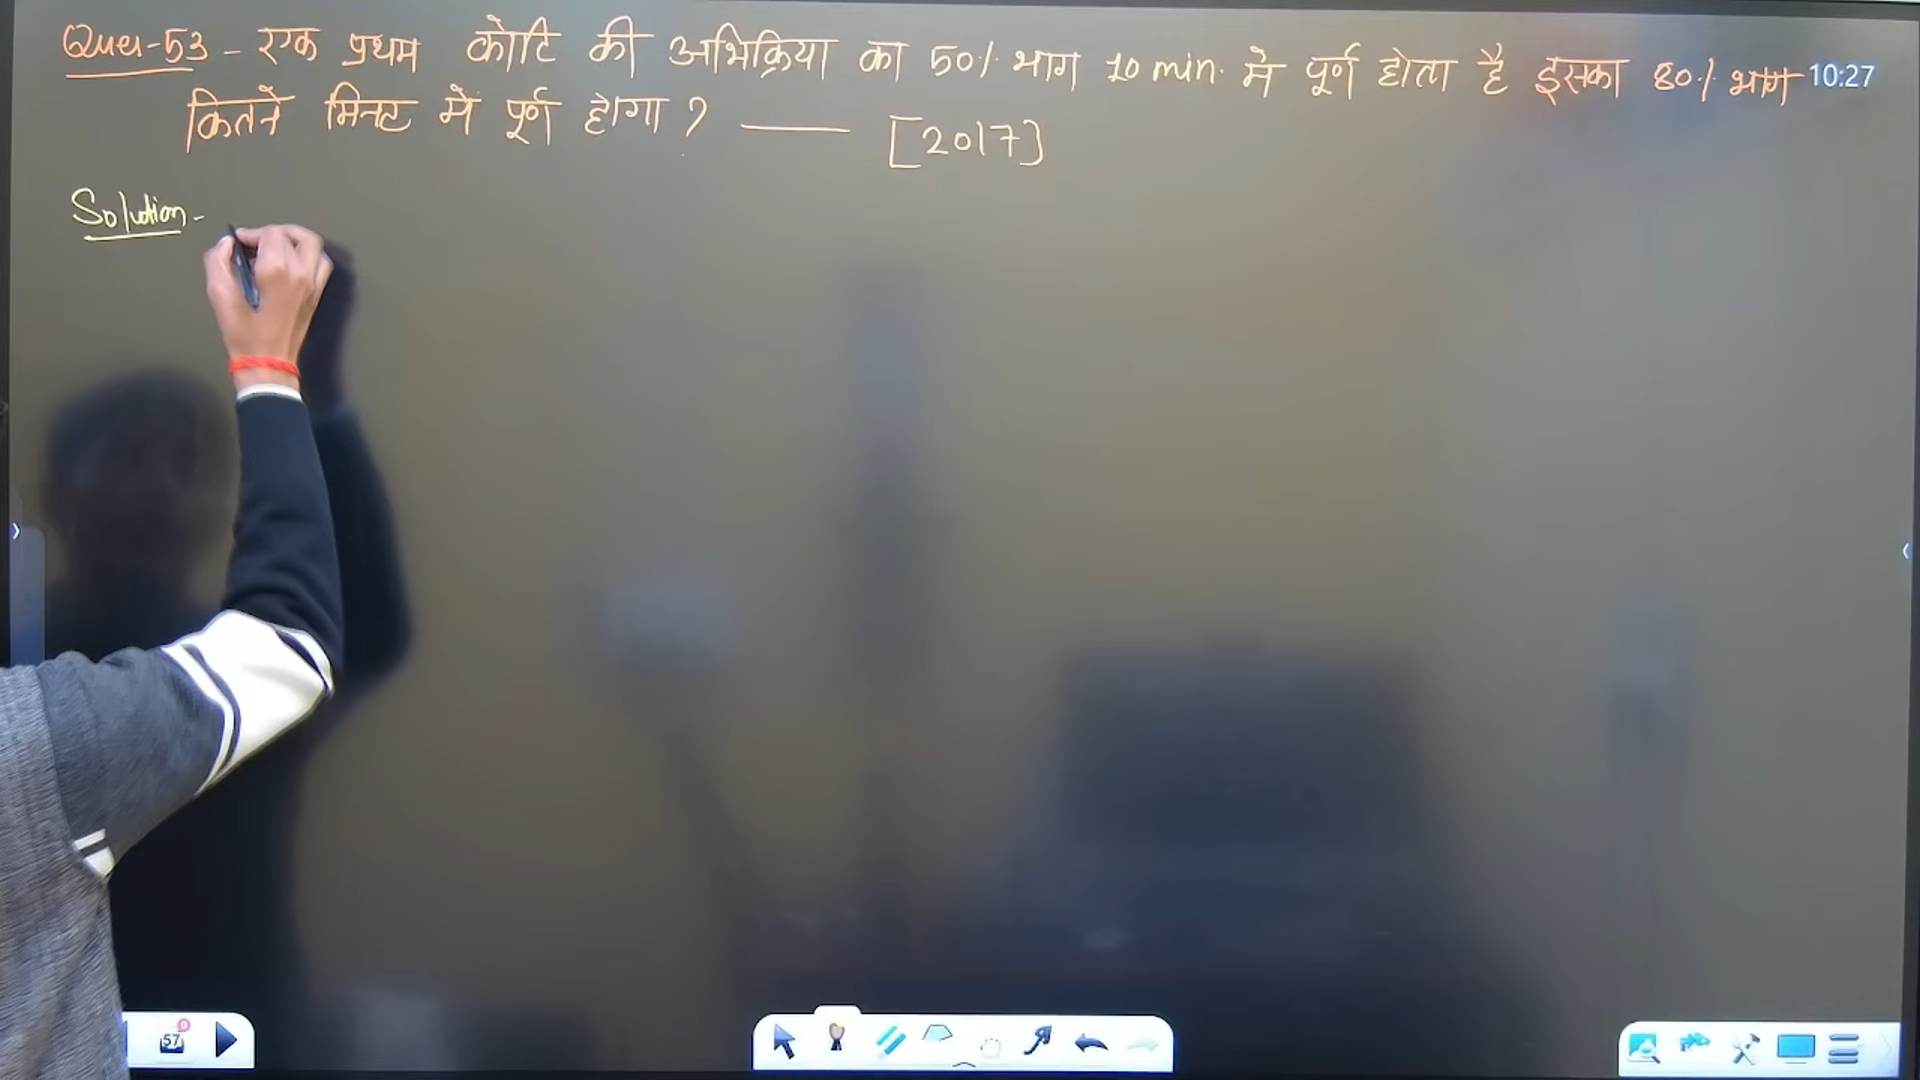 Ques-53 - एक प्रथम कोटि की अभिक्रिया का 50% भाग 10 min. मे पूर्ण होता है इसका 80% भाग
10:27
कितने मिनट में पूर्ण होगा ? —— [2017]
Solution-
57